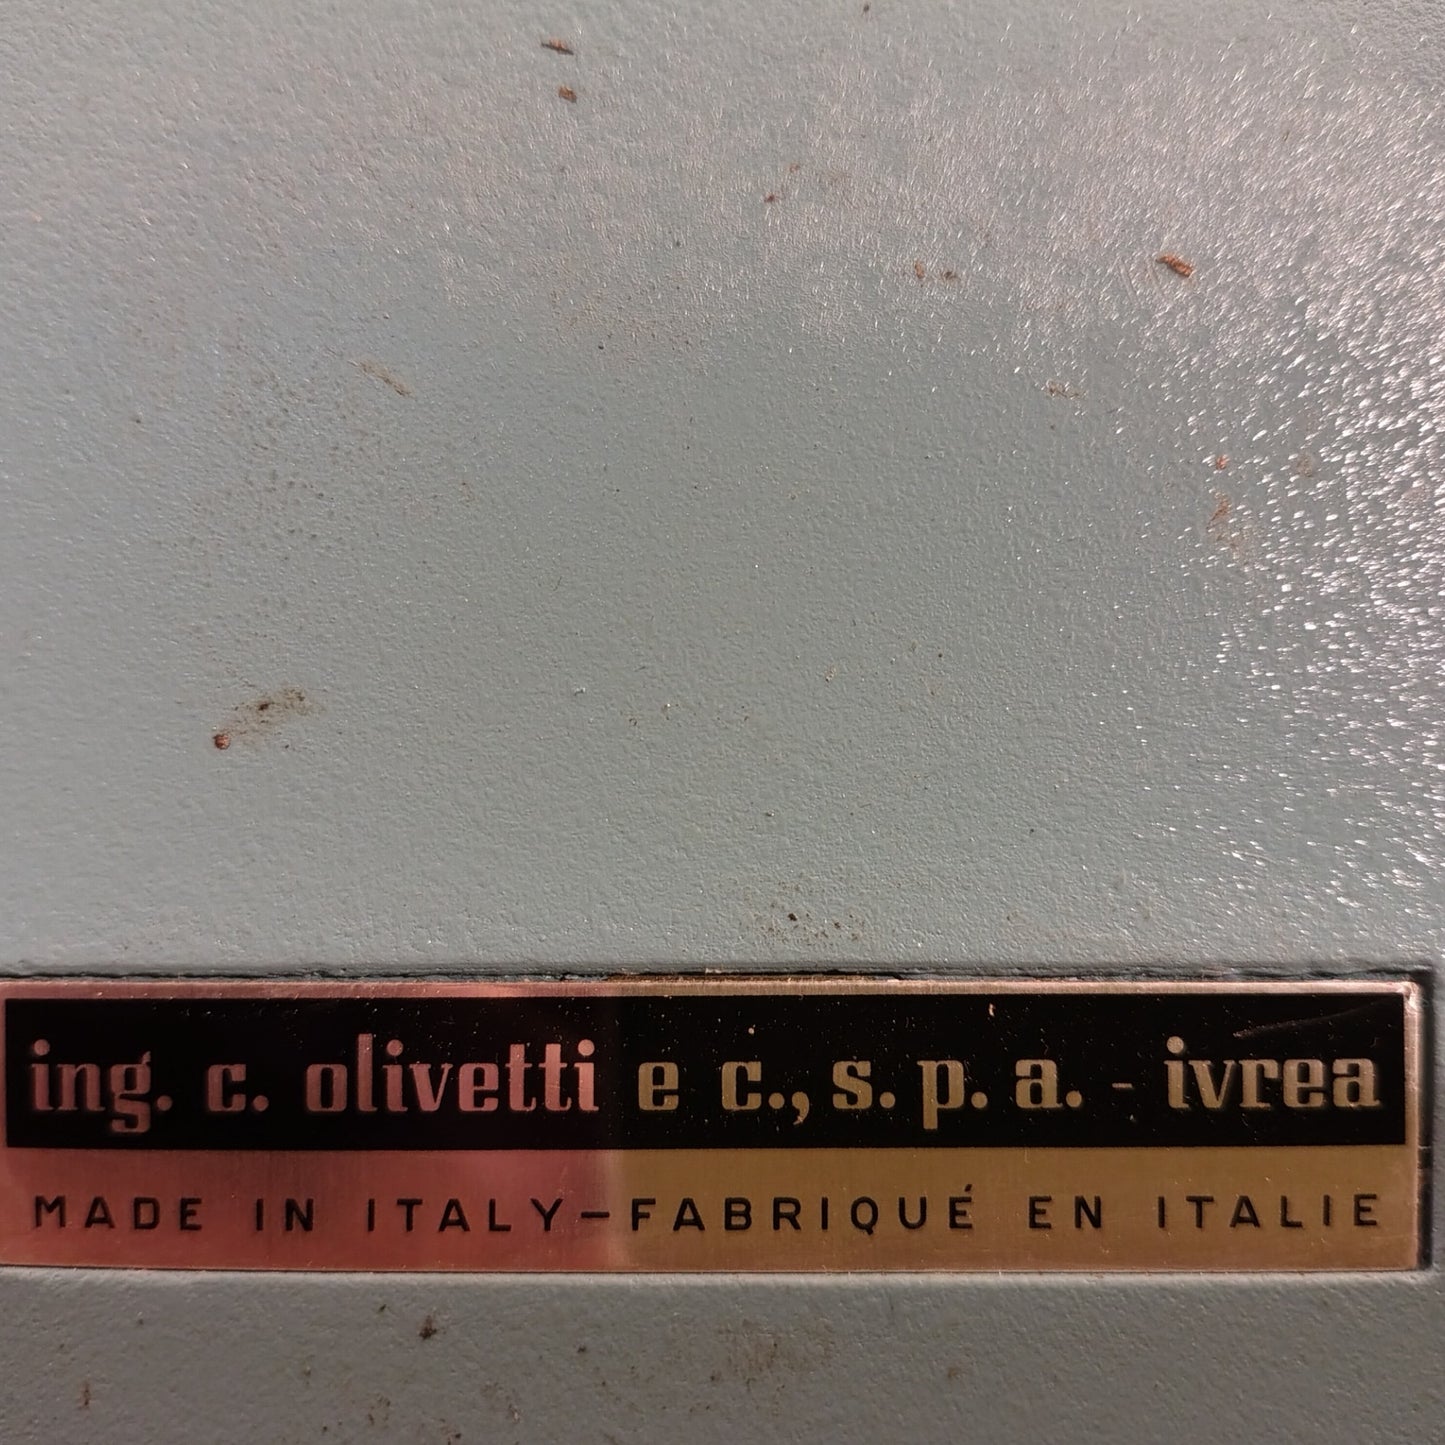 ing. c. olivetti e c., s. p. a. - ivrea
MADE IN ITALY-FABRIQUÉ EN ITALIE